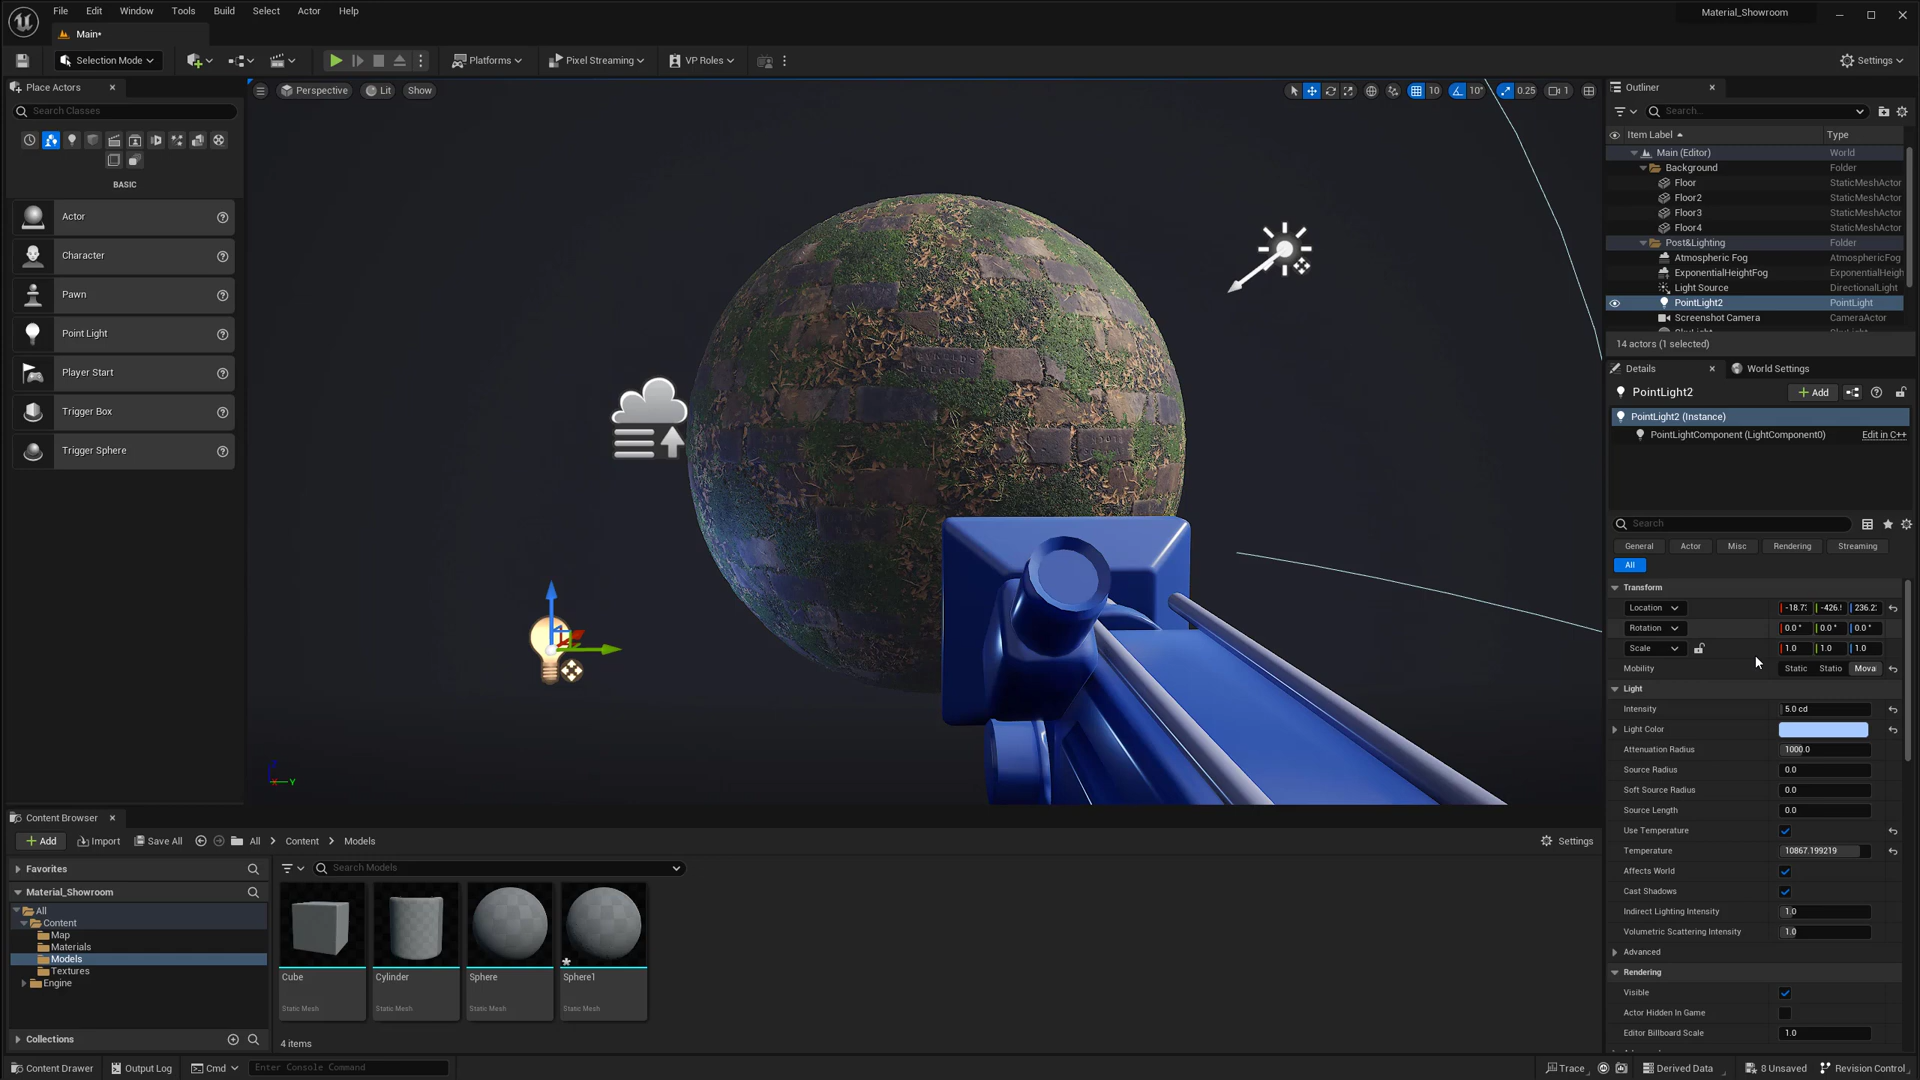 File Edit Window Tools Build Select Actor Help
Material_Showroom
Main*
Selection Mode
Platforms
Pixel Streaming
VP Roles
Settings
Place Actors
Search Classes
BASIC
Actor
Character
Pawn
Point Light
Player Start
Trigger Box
Trigger Sphere
Perspective
Lit
Show
10
10°
0.25
1
Y
Outliner
Search...
Item Label
Type
Main (Editor) World
Background Folder
Floor StaticMeshActor
Floor2 StaticMeshActor
Floor3 StaticMeshActor
Floor4 StaticMeshActor
Post&Lighting Folder
Atmospheric Fog AtmosphericFog
ExponentialHeightFog ExponentialHeigh
Light Source DirectionalLight
PointLight2 PointLight
Screenshot Camera CameraActor
14 actors (1 selected)
Details
World Settings
PointLight2
Add
PointLight2 (Instance)
PointLightComponent (LightComponent0) Edit in C++
Search
General Actor Misc Rendering Streaming
All
Transform
Location -18.7 -426. 236.2
Rotation 0.0° 0.0° 0.0°
Scale 1.0 1.0 1.0
Mobility Static Statio Mova
Light
Intensity 5.0 cd
Light Color
Attenuation Radius 1000.0
Source Radius 0.0
Soft Source Radius 0.0
Source Length 0.0
Use Temperature
Temperature 10867.199219
Affects World
Cast Shadows
Indirect Lighting Intensity 1.0
Volumetric Scattering Intensity 1.0
Advanced
Rendering
Visible
Actor Hidden In Game
Editor Billboard Scale 1.0
Content Browser
Add
Import
Save All
All
Content
Models
Settings
Favorites
Material_Showroom
All
Content
Map
Materials
Models
Textures
Engine
Collections
Search Models
Cube
Static Mesh
Cylinder
Static Mesh
Sphere
Static Mesh
Sphere1
Static Mesh
4 items
Content Drawer
Output Log
Cmd
Enter Console Command
Trace
Derived Data
8 Unsaved
Revision Control